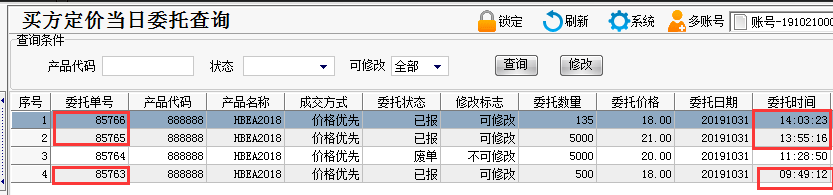 买方定价当日委托查询 锁定 刷新 系统 多账号 账号-191021000
查询条件
产品代码 状态 可修改 全部 查询 修改
序号 委托单号 产品代码 产品名称 成交方式 委托状态 修改标志 委托数量 委托价格 委托日期 委托时间
1 85766 888888 HBEA2018 价格优先 已报 可修改 135 18.00 20191031 14:03:23
2 85765 888888 HBEA2018 价格优先 已报 可修改 5000 21.00 20191031 13:55:16
3 85764 888888 HBEA2018 价格优先 废单 不可修改 5000 20.00 20191031 11:28:50
4 85763 888888 HBEA2018 价格优先 已报 可修改 500 18.00 20191031 09:49:12